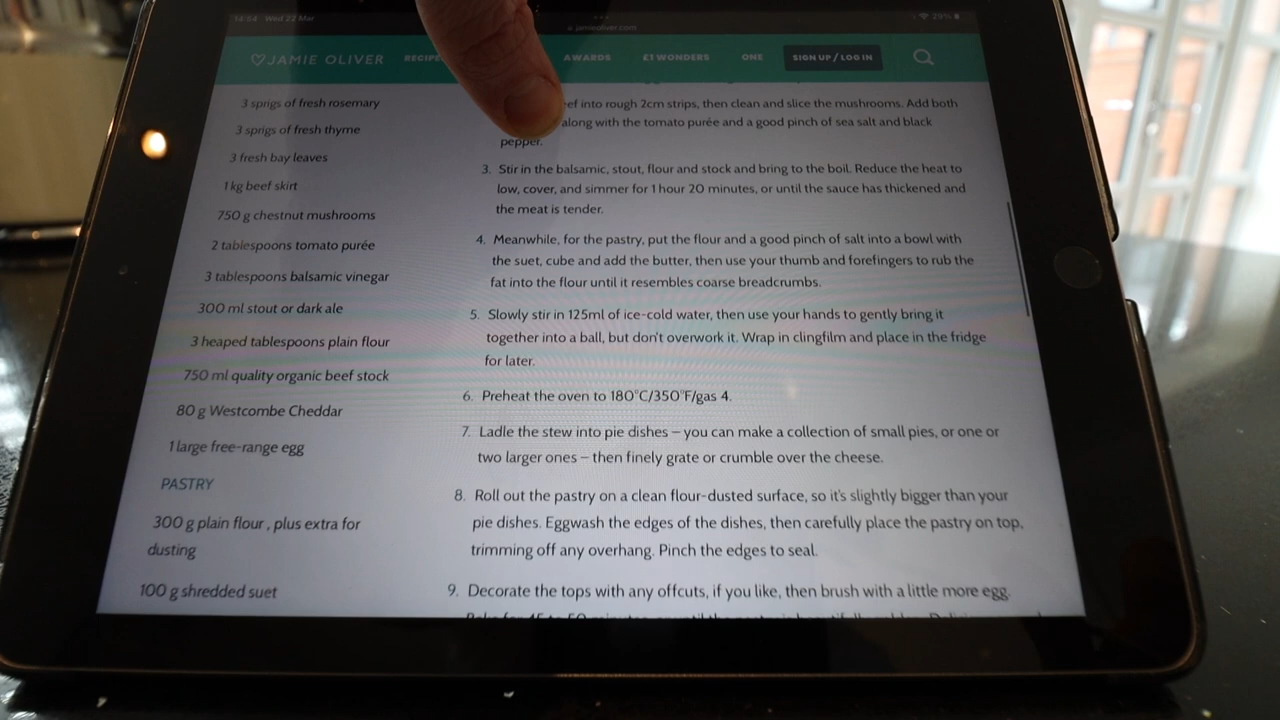 14:54 Wed 22 Mar
jamieoliver.com
29%
JAMIE OLIVER
AWARDS
£1 WONDERS
ONE
SIGN UP / LOG IN
3 sprigs of fresh rosemary
3 sprigs of fresh thyme
3 fresh bay leaves
1 kg beef skirt
750 g chestnut mushrooms
2 tablespoons tomato purée
3 tablespoons balsamic vinegar
300 ml stout or dark ale
3 heaped tablespoons plain flour
750 ml quality organic beef stock
80 g Westcombe Cheddar
1 large free-range egg
PASTRY
300 g plain flour , plus extra for
dusting
100 g shredded suet
into rough 2cm strips, then clean and slice the mushrooms. Add both
along with the tomato purée and a good pinch of sea salt and black
pepper.
3. Stir in the balsamic, stout, flour and stock and bring to the boil. Reduce the heat to
low, cover, and simmer for 1 hour 20 minutes, or until the sauce has thickened and
the meat is tender.
4. Meanwhile, for the pastry, put the flour and a good pinch of salt into a bowl with
the suet, cube and add the butter, then use your thumb and forefingers to rub the
fat into the flour until it resembles coarse breadcrumbs.
5. Slowly stir in 125ml of ice-cold water, then use your hands to gently bring it
together into a ball, but don't overwork it. Wrap in clingfilm and place in the fridge
for later.
6. Preheat the oven to 180°C/350°F/gas 4.
7. Ladle the stew into pie dishes – you can make a collection of small pies, or one or
two larger ones – then finely grate or crumble over the cheese.
8. Roll out the pastry on a clean flour-dusted surface, so it's slightly bigger than your
pie dishes. Eggwash the edges of the dishes, then carefully place the pastry on top,
trimming off any overhang. Pinch the edges to seal.
9. Decorate the tops with any offcuts, if you like, then brush with a little more egg.